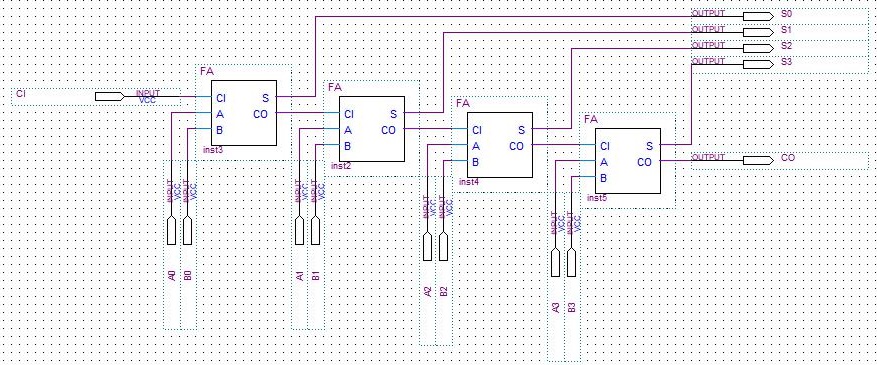 OUTPUT S0
OUTPUT S1
OUTPUT S2
OUTPUT S3
CI INPUT
VCC
FA
CI S
A CO
B
inst3
FA
CI S
A CO
B
inst2
FA
CI S
A CO
B
inst4
FA
CI S
A CO
B
inst5
OUTPUT CO
INPUT
VCC
A0
INPUT
VCC
B0
INPUT
VCC
A1
INPUT
VCC
B1
INPUT
VCC
A2
INPUT
VCC
B2
INPUT
VCC
A3
INPUT
VCC
B3